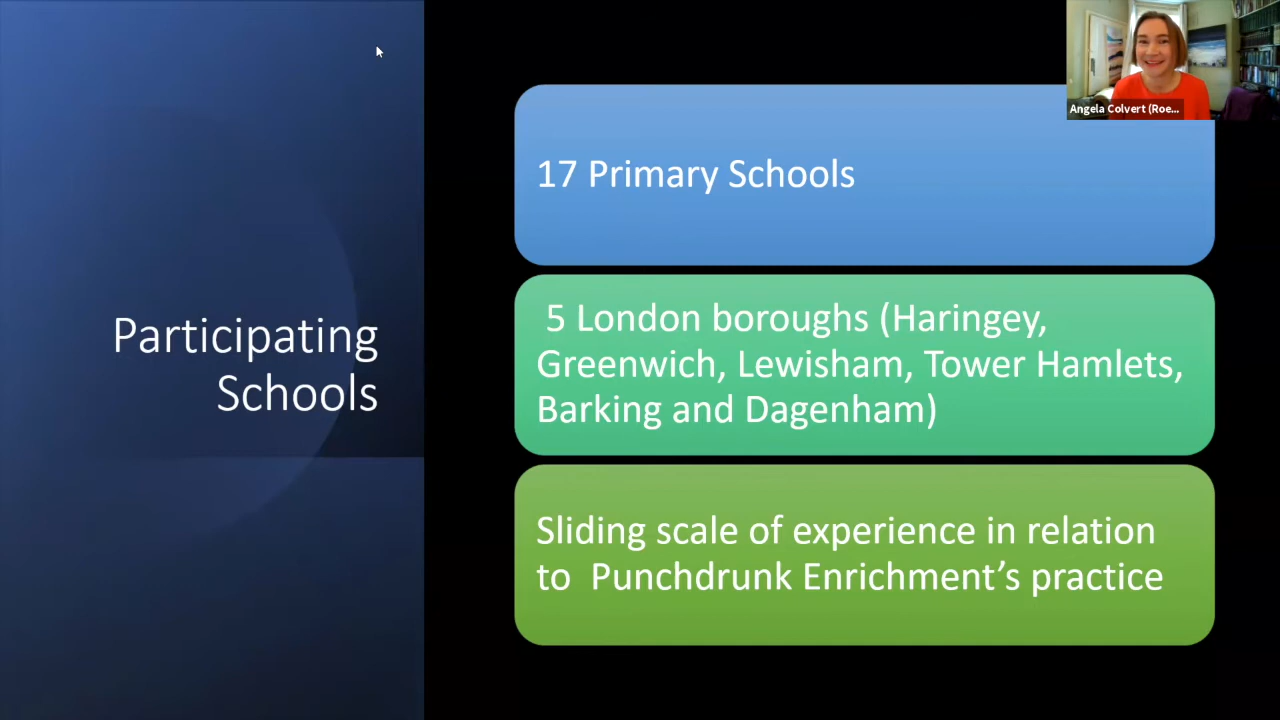 Angela Colvert (Roe...
17 Primary Schools
Participating
Schools
5 London boroughs (Haringey,
Greenwich, Lewisham, Tower Hamlets,
Barking and Dagenham)
Sliding scale of experience in relation
to Punchdrunk Enrichment’s practice